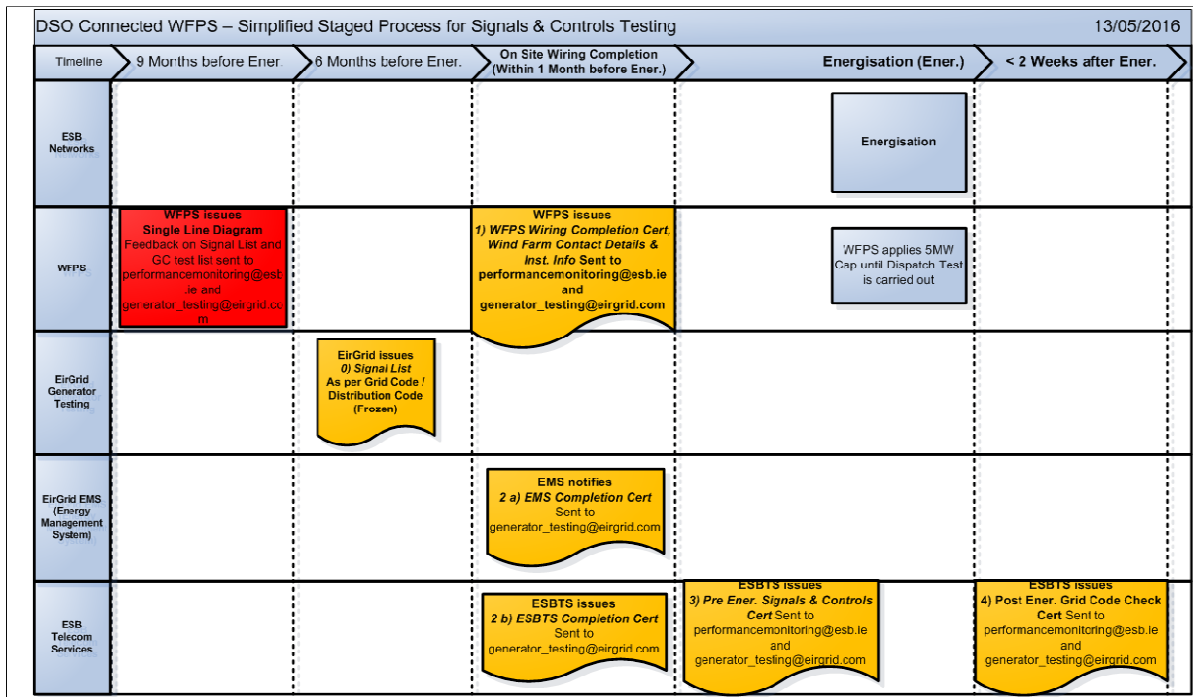 DSO Connected WFPS – Simplified Staged Process for Signals & Controls Testing
13/05/2016
Timeline
9 Months before Ener.
6 Months before Ener.
On Site Wiring Completion
(Within 1 Month before Ener.)
Energisation (Ener.)
< 2 Weeks after Ener.
ESB
Networks
Energisation
WFPS
WFPS issues
Single Line Diagram
Feedback on Signal List and
GC test list sent to
performancemonitoring@esb
.ie and
generator_testing@eirgrid.co
m
WFPS issues
1) WFPS Wiring Completion Cert,
Wind Farm Contact Details &
Inst. Info Sent to
performancemonitoring@esb.ie
and
generator_testing@eirgrid.com
WFPS applies 5MW
Cap until Dispatch Test
is carried out
EirGrid
Generator
Testing
EirGrid issues
0) Signal List
As per Grid Code /
Distribution Code
(Frozen)
EirGrid EMS
(Energy
Management
System)
EMS notifies
2 a) EMS Completion Cert
Sent to
generator_testing@eirgrid.com
ESB
Telecom
Services
ESBTS issues
2 b) ESBTS Completion Cert
Sent to
generator_testing@eirgrid.com
ESBTS issues
3) Pre Ener. Signals & Controls
Cert Sent to
performancemonitoring@esb.ie
and
generator_testing@eirgrid.com
ESBTS issues
4) Post Ener. Grid Code Check
Cert Sent to
performancemonitoring@esb.ie
and
generator_testing@eirgrid.com